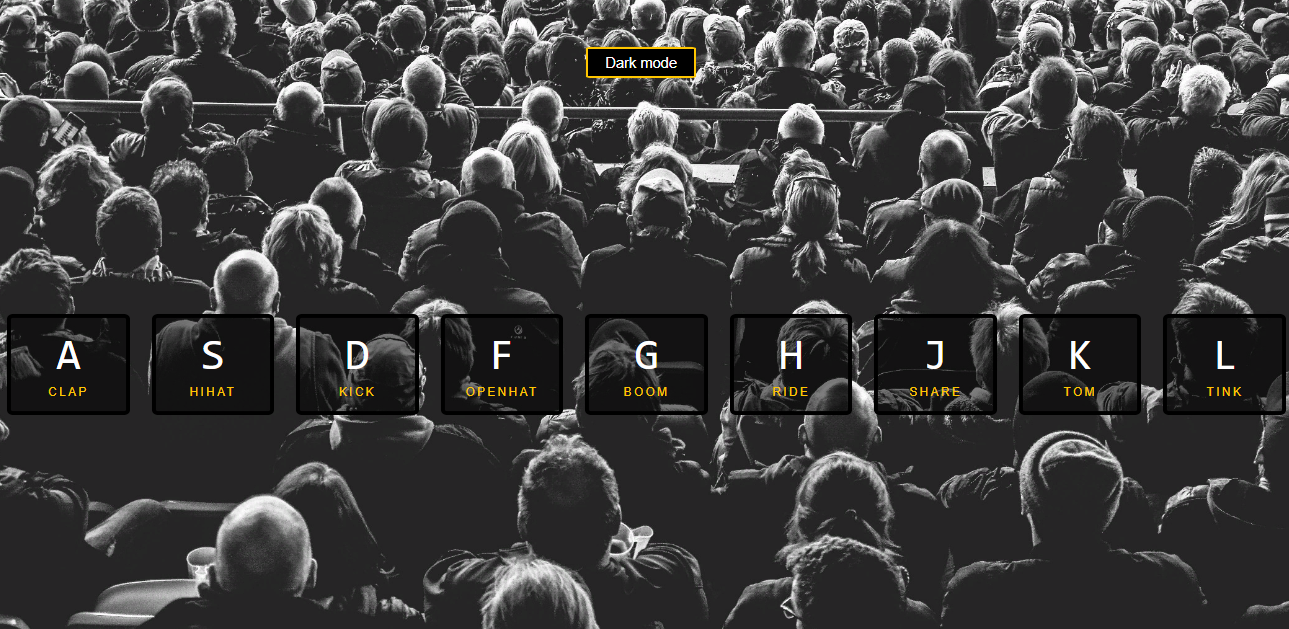 Dark mode
A S D F G H J K L
CLAP HIHAT KICK OPENHAT BOOM RIDE SHARE TOM TINK